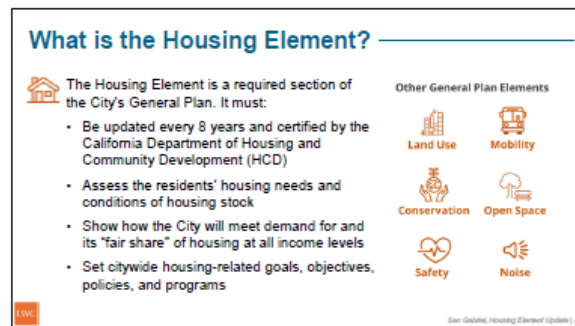 What is the Housing Element?
The Housing Element is a required section of
the City's General Plan. It must:
• Be updated every 8 years and certified by the
California Department of Housing and
Community Development (HCD)
• Assess the residents' housing needs and
conditions of housing stock
• Show how the City will meet demand for and
its "fair share" of housing at all income levels
• Set citywide housing-related goals, objectives,
policies, and programs
Other General Plan Elements
Land Use
Mobility
Conservation
Open Space
Safety
Noise
LWC
San Gabriel, Housing Element Update |